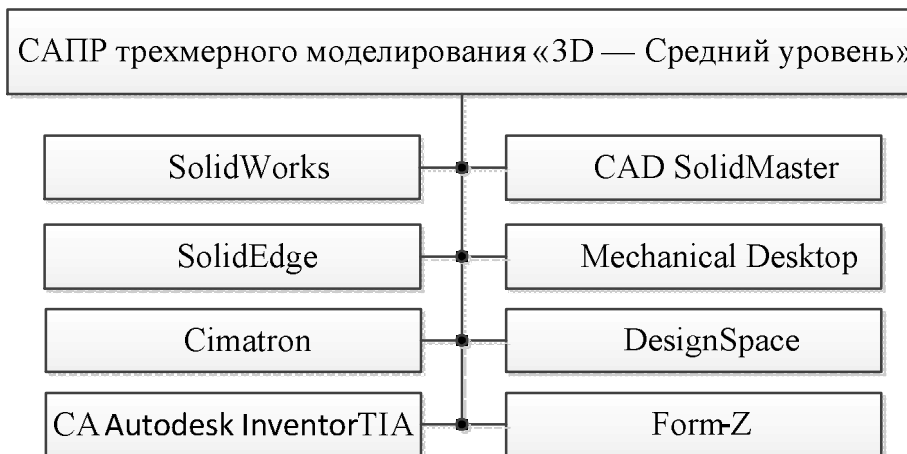 САПР трехмерного моделирования «3D — Средний уровень»
SolidWorks
CAD SolidMaster
SolidEdge
Mechanical Desktop
Cimatron
DesignSpace
CA Autodesk InventorTIA
Form-Z